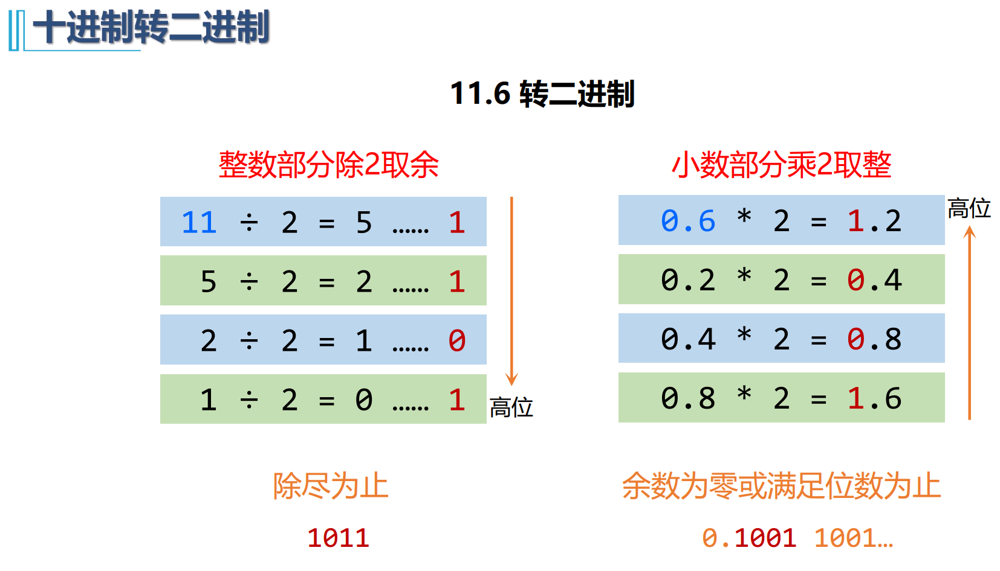 十进制转二进制
11.6 转二进制
整数部分除2取余
11 ÷ 2 = 5 …… 1
5 ÷ 2 = 2 …… 1
2 ÷ 2 = 1 …… 0
1 ÷ 2 = 0 …… 1
高位
除尽为止
1011
小数部分乘2取整
高位
0.6 * 2 = 1.2
0.2 * 2 = 0.4
0.4 * 2 = 0.8
0.8 * 2 = 1.6
余数为零或满足位数为止
0.1001 1001…